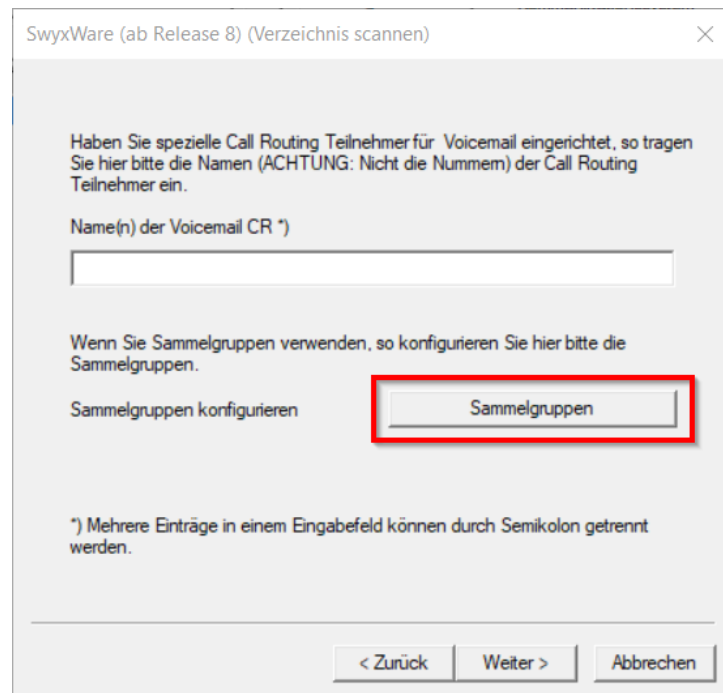 SwyxWare (ab Release 8) (Verzeichnis scannen)
Haben Sie spezielle Call Routing Teilnehmer für Voicemail eingerichtet, so tragen
Sie hier bitte die Namen (ACHTUNG: Nicht die Nummern) der Call Routing
Teilnehmer ein.
Name(n) der Voicemail CR *)
Wenn Sie Sammelgruppen verwenden, so konfigurieren Sie hier bitte die
Sammelgruppen.
Sammelgruppen konfigurieren
Sammelgruppen
*) Mehrere Einträge in einem Eingabefeld können durch Semikolon getrennt
werden.
< Zurück
Weiter >
Abbrechen